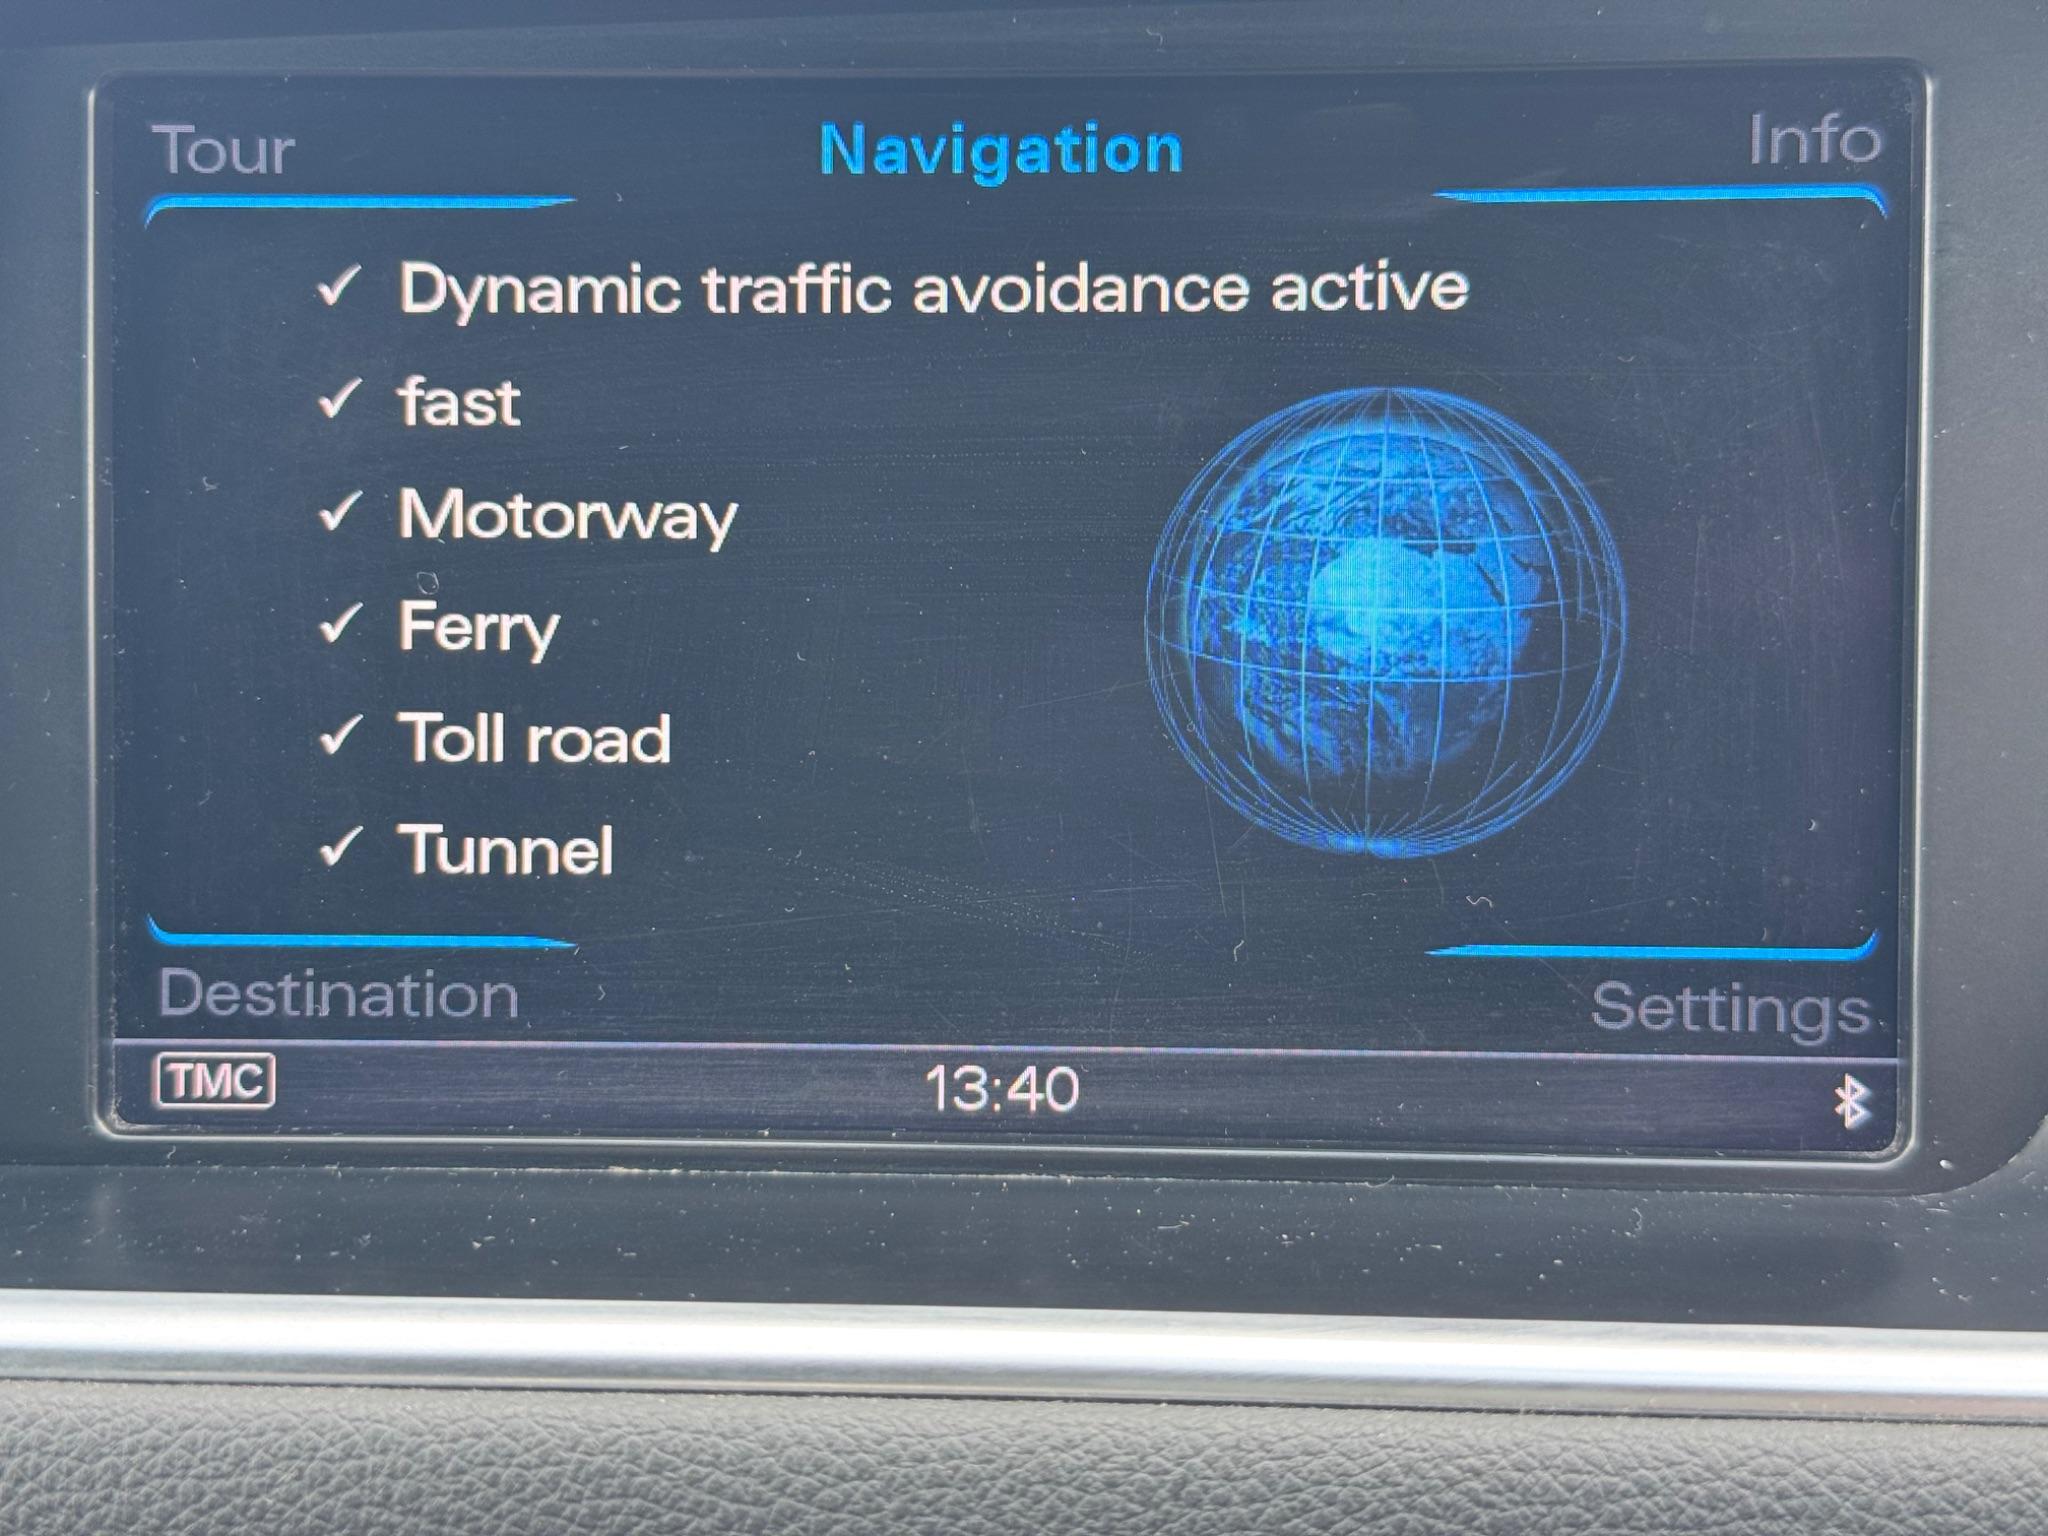 Tour
Navigation
Info
✓ Dynamic traffic avoidance active
✓ fast
✓ Motorway
✓ Ferry
✓ Toll road
✓ Tunnel
Destination
Settings
TMC
13:40